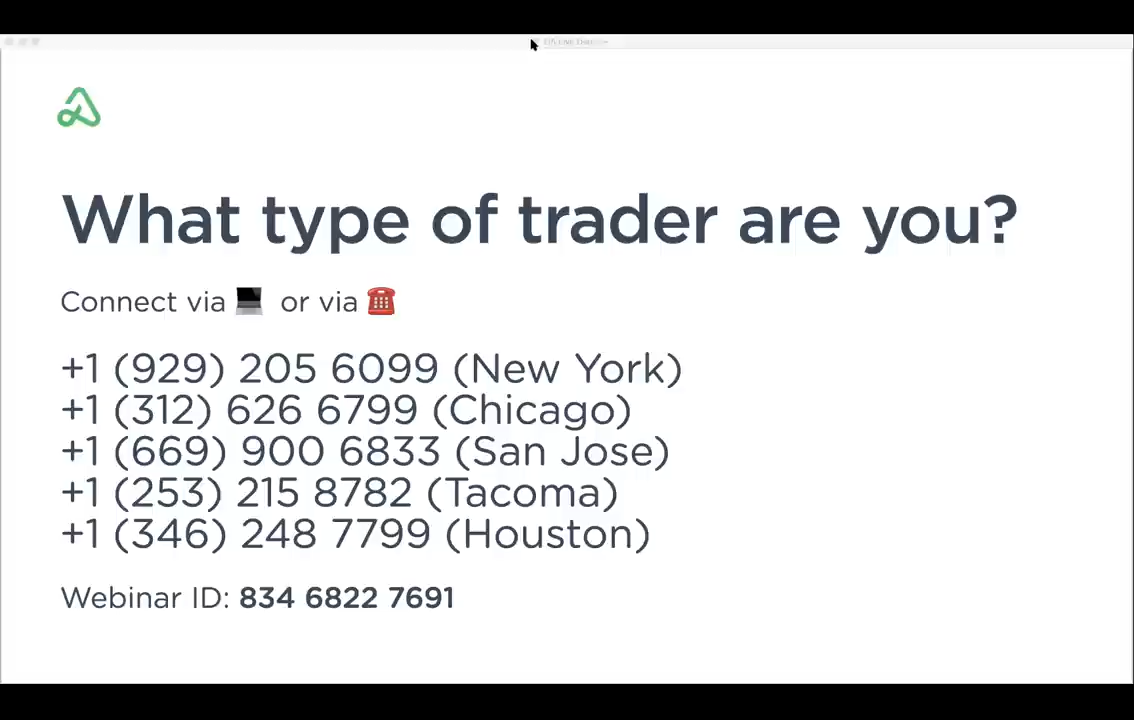 What type of trader are you?
Connect via 💻 or via ☎️
+1 (929) 205 6099 (New York)
+1 (312) 626 6799 (Chicago)
+1 (669) 900 6833 (San Jose)
+1 (253) 215 8782 (Tacoma)
+1 (346) 248 7799 (Houston)
Webinar ID: 834 6822 7691